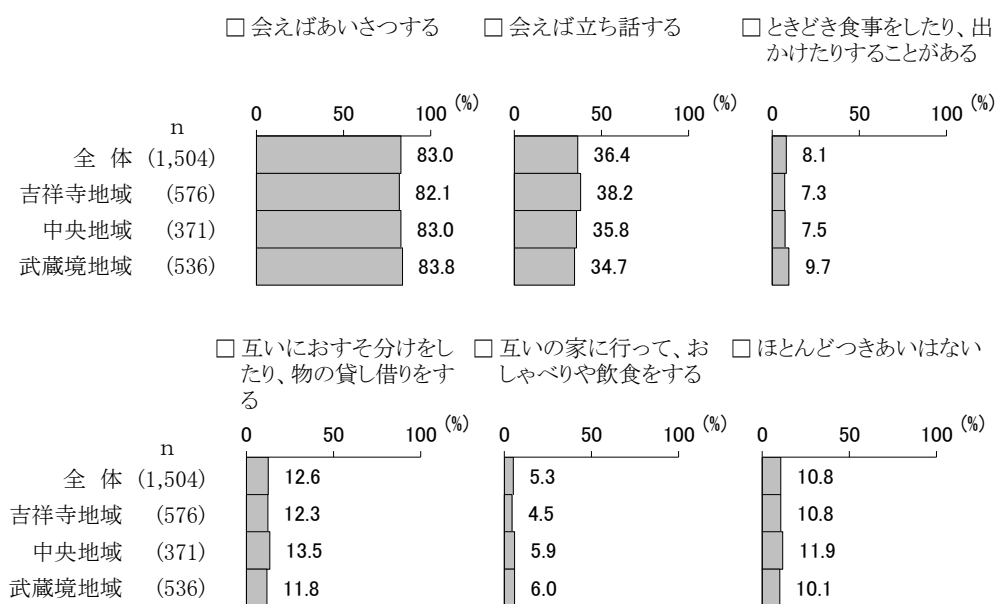 □ 会えばあいさつする □ 会えば立ち話する □ ときどき食事をしたり、出
かけたりすることがある
0 50 100 (%) 0 50 100 (%) 0 50 100 (%)
n
全 体 (1,504) 83.0 36.4 8.1
吉祥寺地域 (576) 82.1 38.2 7.3
中央地域 (371) 83.0 35.8 7.5
武蔵境地域 (536) 83.8 34.7 9.7
□ 互いにおすそ分けをし □ 互いの家に行って、お □ ほとんどつきあいはない
たり、物の貸し借りをす しゃべりや飲食をする
る
0 50 100 (%) 0 50 100 (%) 0 50 100 (%)
n
全 体 (1,504) 12.6 5.3 10.8
吉祥寺地域 (576) 12.3 4.5 10.8
中央地域 (371) 13.5 5.9 11.9
武蔵境地域 (536) 11.8 6.0 10.1